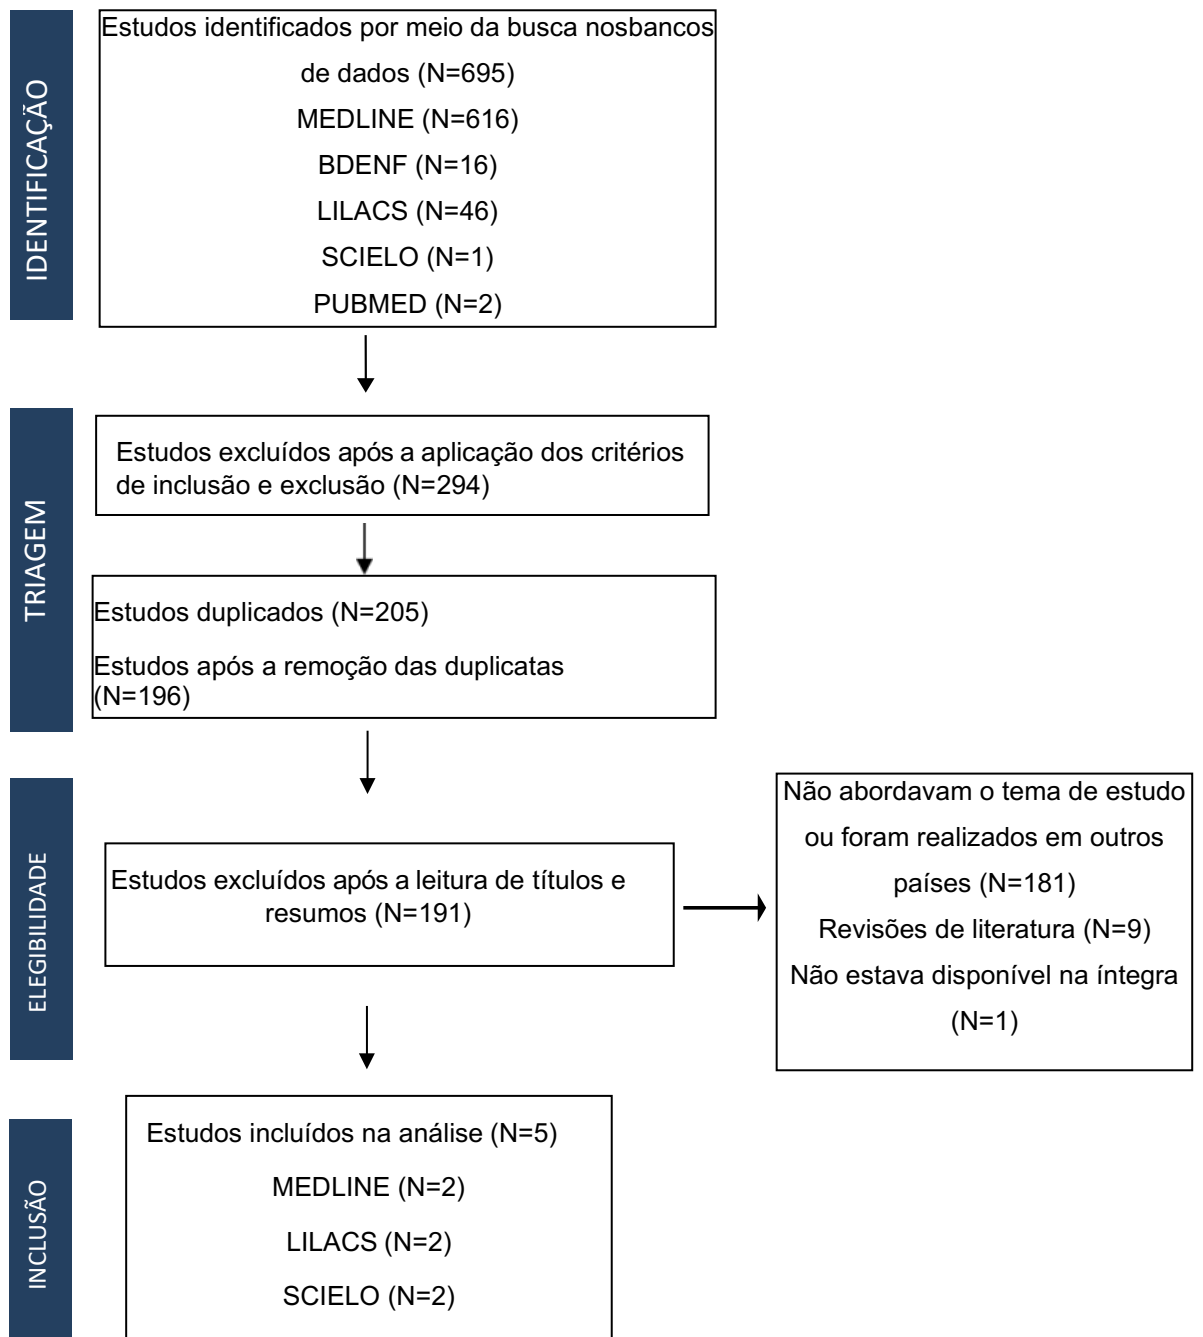 IDENTIFICAÇÃO
Estudos identificados por meio da busca nosbancos
de dados (N=695)
MEDLINE (N=616)
BDENF (N=16)
LILACS (N=46)
SCIELO (N=1)
PUBMED (N=2)
TRIAGEM
Estudos excluídos após a aplicação dos critérios
de inclusão e exclusão (N=294)
Estudos duplicados (N=205)
Estudos após a remoção das duplicatas
(N=196)
ELEGIBILIDADE
Estudos excluídos após a leitura de títulos e
resumos (N=191)
Não abordavam o tema de estudo
ou foram realizados em outros
países (N=181)
Revisões de literatura (N=9)
Não estava disponível na íntegra
(N=1)
INCLUSÃO
Estudos incluídos na análise (N=5)
MEDLINE (N=2)
LILACS (N=2)
SCIELO (N=2)